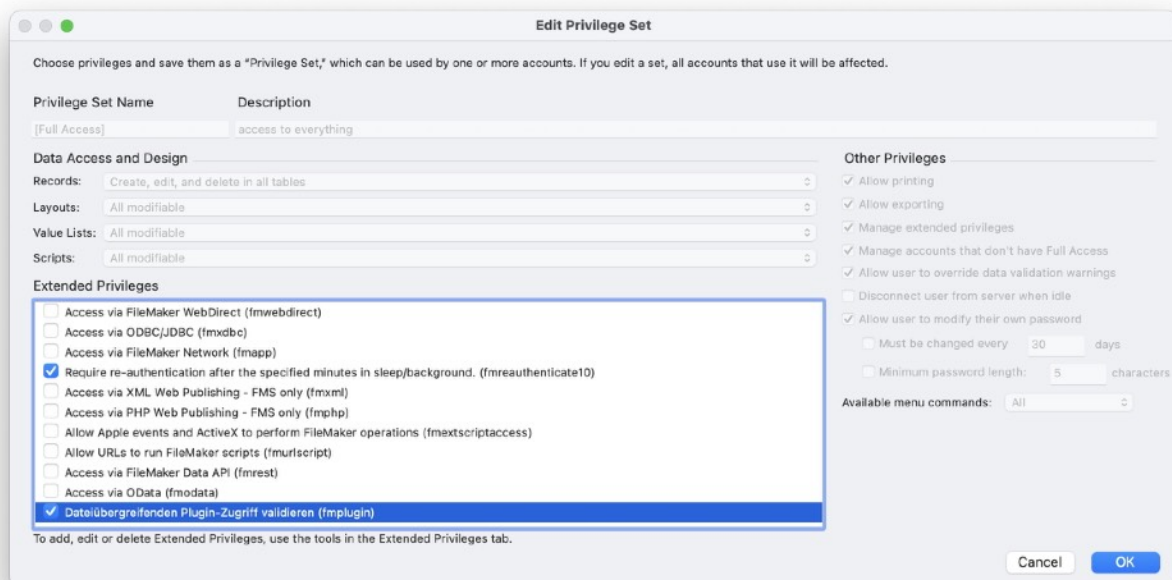 Edit Privilege Set
Choose privileges and save them as a "Privilege Set," which can be used by one or more accounts. If you edit a set, all accounts that use it will be affected.
Privilege Set Name Description
[Full Access] access to everything
Data Access and Design
Records: Create, edit, and delete in all tables
Layouts: All modifiable
Value Lists: All modifiable
Scripts: All modifiable
Extended Privileges
Access via FileMaker WebDirect (fmwebdirect)
Access via ODBC/JDBC (fmxdbc)
Access via FileMaker Network (fmapp)
Require re-authentication after the specified minutes in sleep/background. (fmreauthenticate10)
Access via XML Web Publishing - FMS only (fmxml)
Access via PHP Web Publishing - FMS only (fmphp)
Allow Apple events and ActiveX to perform FileMaker operations (fmextscriptaccess)
Allow URLs to run FileMaker scripts (fmurlscript)
Access via FileMaker Data API (fmrest)
Access via OData (fmodata)
Dateiübergreifenden Plugin-Zugriff validieren (fmplugin)
To add, edit or delete Extended Privileges, use the tools in the Extended Privileges tab.
Other Privileges
Allow printing
Allow exporting
Manage extended privileges
Manage accounts that don't have Full Access
Allow user to override data validation warnings
Disconnect user from server when idle
Allow user to modify their own password
Must be changed every 30 days
Minimum password length: 5 characters
Available menu commands: All
Cancel OK